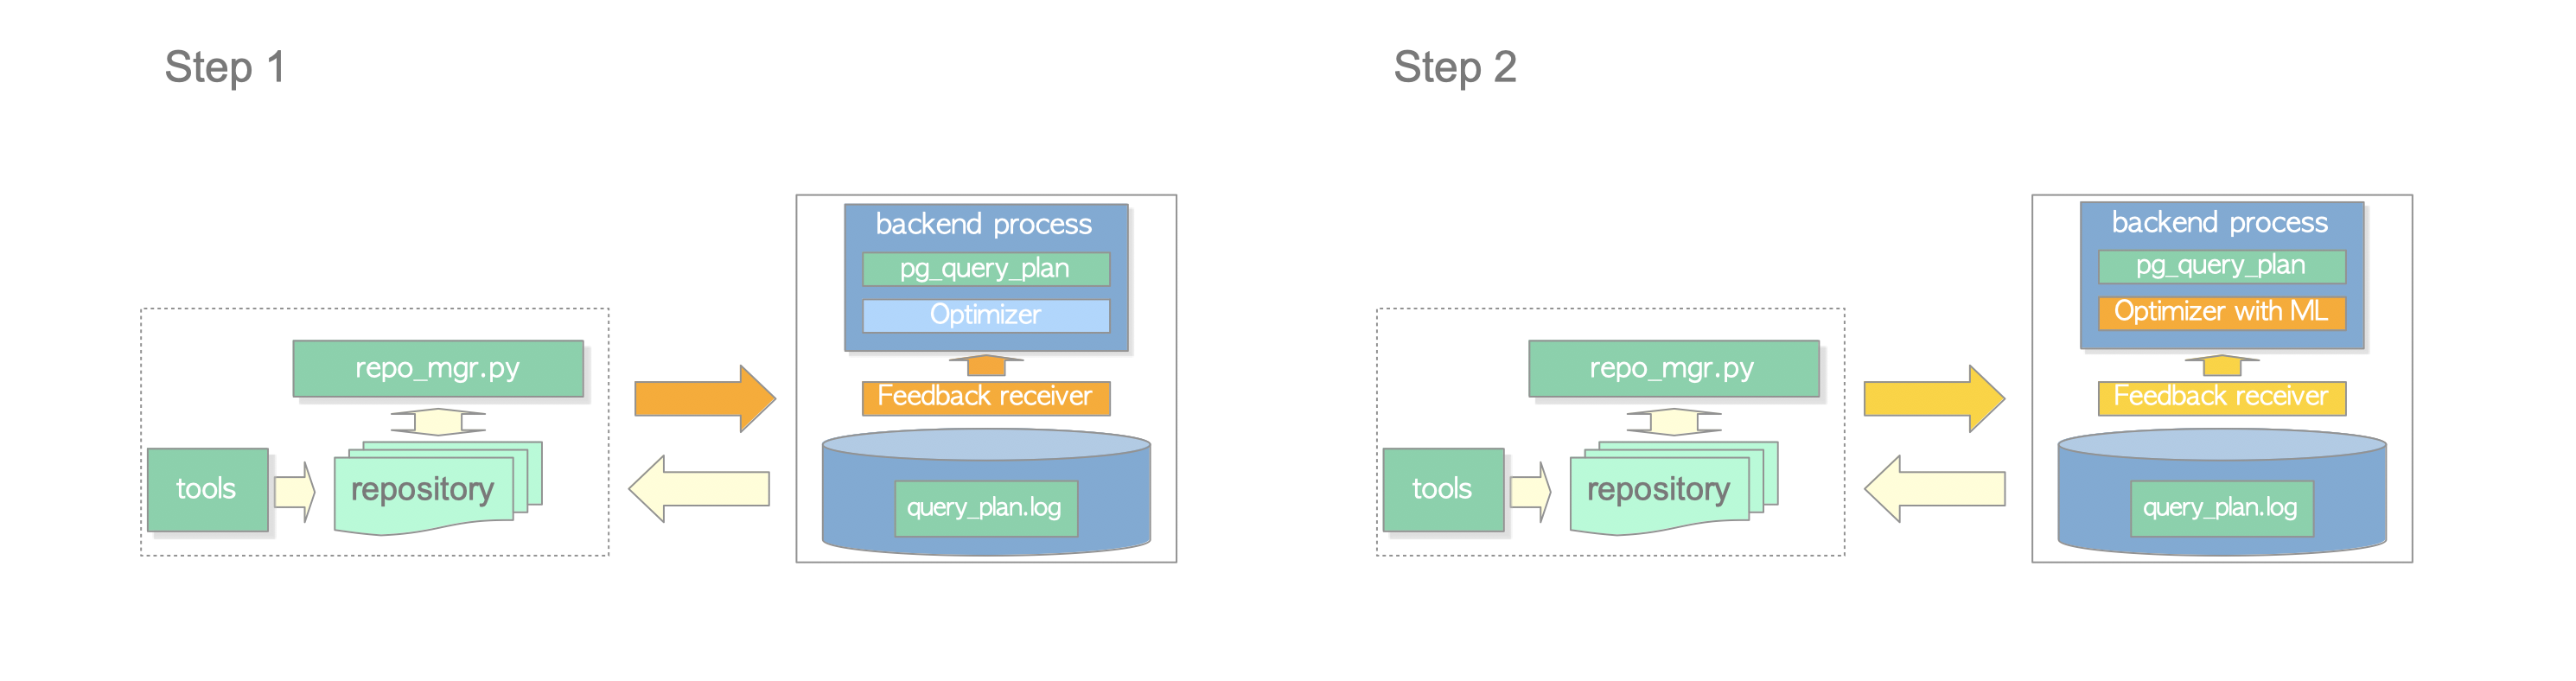 Step 1
backend process
pg_query_plan
Optimizer
repo_mgr.py
Feedback receiver
tools
repository
query_plan.log
Step 2
backend process
pg_query_plan
Optimizer with ML
repo_mgr.py
Feedback receiver
tools
repository
query_plan.log